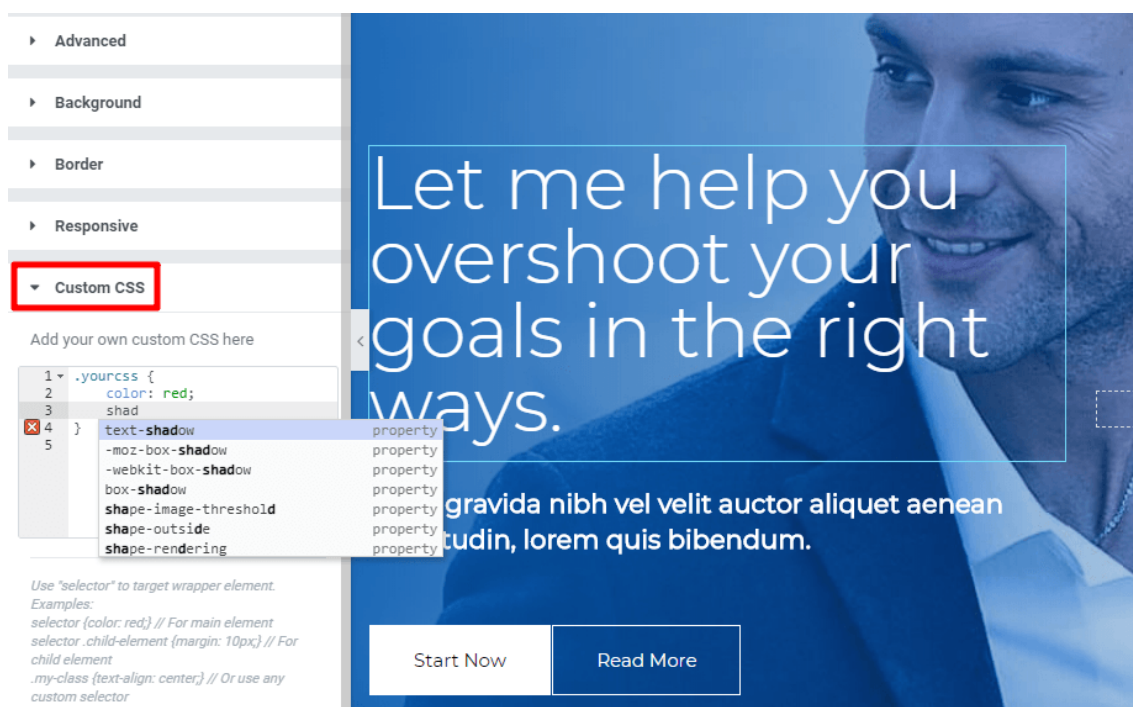 Advanced
Background
Border
Responsive
Custom CSS
Add your own custom CSS here
1 .yourcss {
2 color: red;
3 shad
4 }
5
text-shadow property
-moz-box-shadow property
-webkit-box-shadow property
box-shadow property
shape-image-threshold property
shape-outside property
shape-rendering property
Use "selector" to target wrapper element.
Examples:
selector {color: red;} // For main element
selector .child-element {margin: 10px;} // For
child element
.my-class {text-align: center;} // Or use any
custom selector
Let me help you
overshoot your
goals in the right
ways.
gravida nibh vel velit auctor aliquet aenean
tudin, lorem quis bibendum.
Start Now
Read More